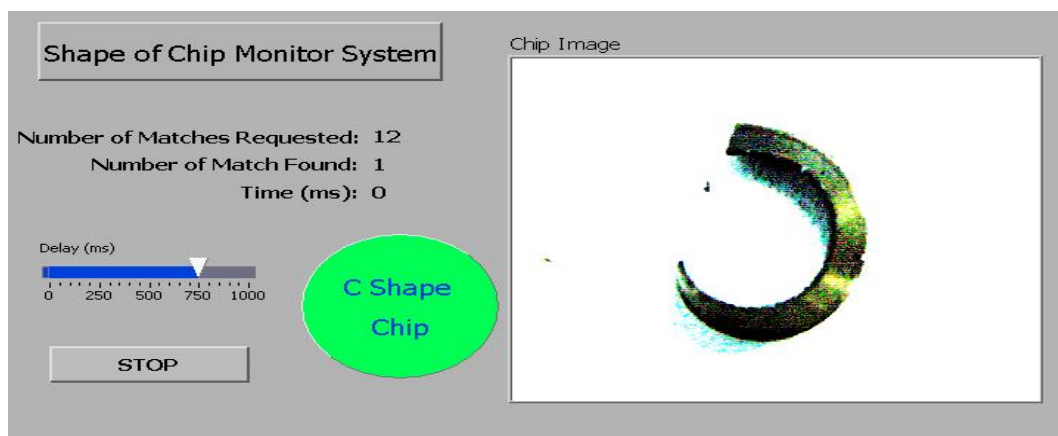 Shape of Chip Monitor System
Chip Image
Number of Matches Requested: 12
Number of Match Found: 1
Time (ms): 0
Delay (ms)
0 250 500 750 1000
C Shape
Chip
STOP